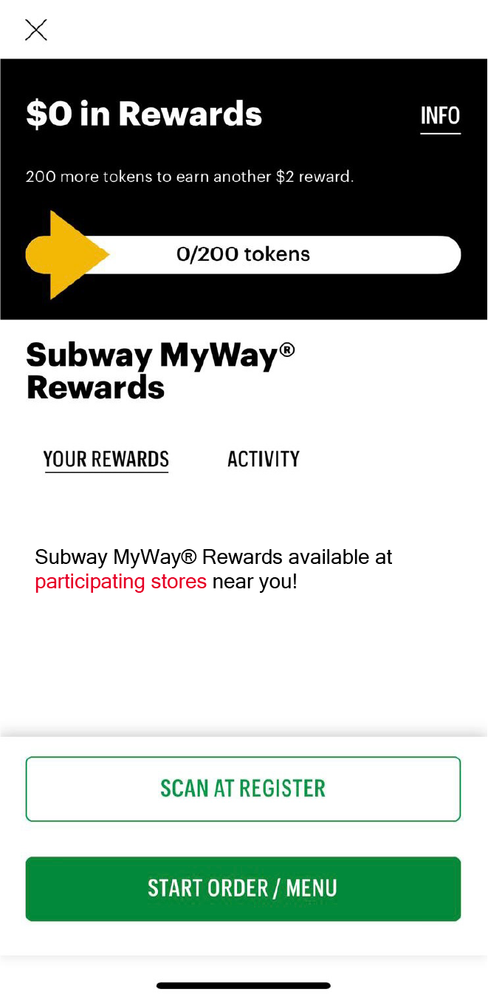 $0 in Rewards
INFO
200 more tokens to earn another $2 reward.
0/200 tokens
Subway MyWay®
Rewards
YOUR REWARDS
ACTIVITY
Subway MyWay® Rewards available at
participating stores near you!
SCAN AT REGISTER
START ORDER / MENU